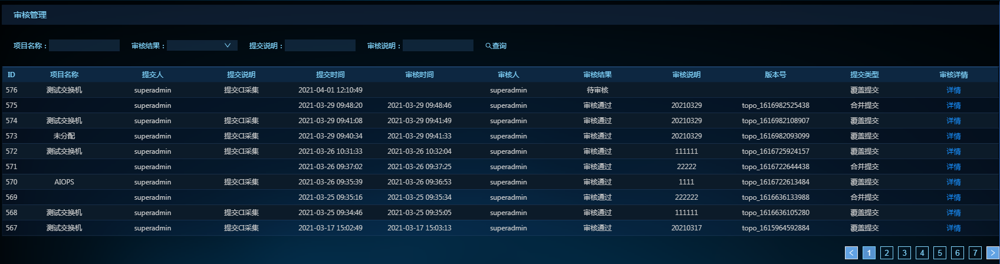 审核管理
项目名称： 审核结果： 提交说明： 审核说明： 查询
ID 项目名称 提交人 提交说明 提交时间 审核时间 审核人 审核结果 审核说明 版本号 提交类型 审核详情
576 测试交换机 superadmin 提交CI采集 2021-04-01 12:10:49 superadmin 待审核 覆盖提交 详情
575 superadmin 2021-03-29 09:48:20 2021-03-29 09:48:46 superadmin 审核通过 20210329 topo_1616982525438 合并提交 详情
574 测试交换机 superadmin 提交CI采集 2021-03-29 09:41:08 2021-03-29 09:41:49 superadmin 审核通过 20210329 topo_1616982108907 覆盖提交 详情
573 未分配 superadmin 提交CI采集 2021-03-29 09:40:34 2021-03-29 09:41:33 superadmin 审核通过 20210329 topo_1616982093099 覆盖提交 详情
572 测试交换机 superadmin 提交CI采集 2021-03-26 10:31:33 2021-03-26 10:32:04 superadmin 审核通过 111111 topo_1616725924157 覆盖提交 详情
571 superadmin 2021-03-26 09:37:02 2021-03-26 09:37:25 superadmin 审核通过 22222 topo_1616722644438 合并提交 详情
570 AIOPS superadmin 提交CI采集 2021-03-26 09:35:39 2021-03-26 09:36:53 superadmin 审核通过 1111 topo_1616722613484 覆盖提交 详情
569 superadmin 2021-03-25 09:35:16 2021-03-25 09:35:34 superadmin 审核通过 222222 topo_1616636133988 合并提交 详情
568 测试交换机 superadmin 提交CI采集 2021-03-25 09:34:46 2021-03-25 09:35:05 superadmin 审核通过 111111 topo_1616636105280 覆盖提交 详情
567 测试交换机 superadmin 提交CI采集 2021-03-17 15:02:49 2021-03-17 15:03:13 superadmin 审核通过 20210317 topo_1615964592884 覆盖提交 详情
< 1 2 3 4 5 6 7 >